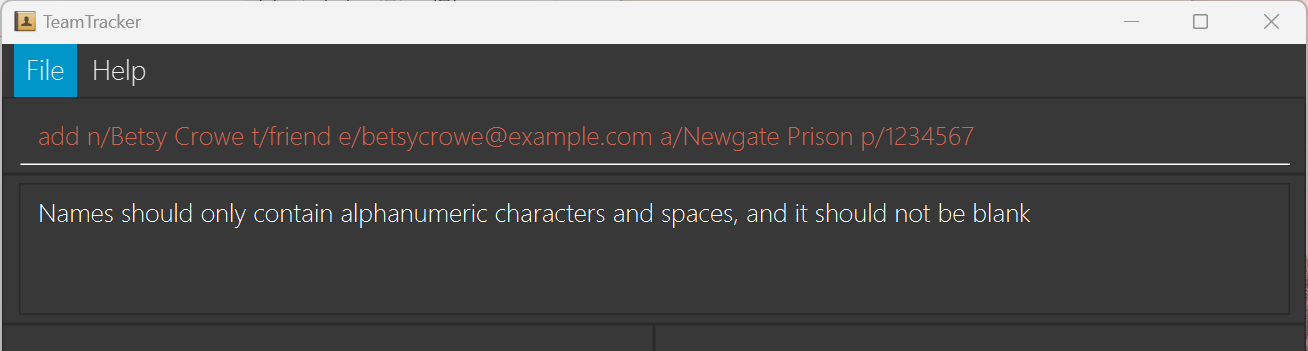 TeamTracker
File Help
add n/Betsy Crowe t/friend e/betsycrowe@example.com a/Newgate Prison p/1234567
Names should only contain alphanumeric characters and spaces, and it should not be blank